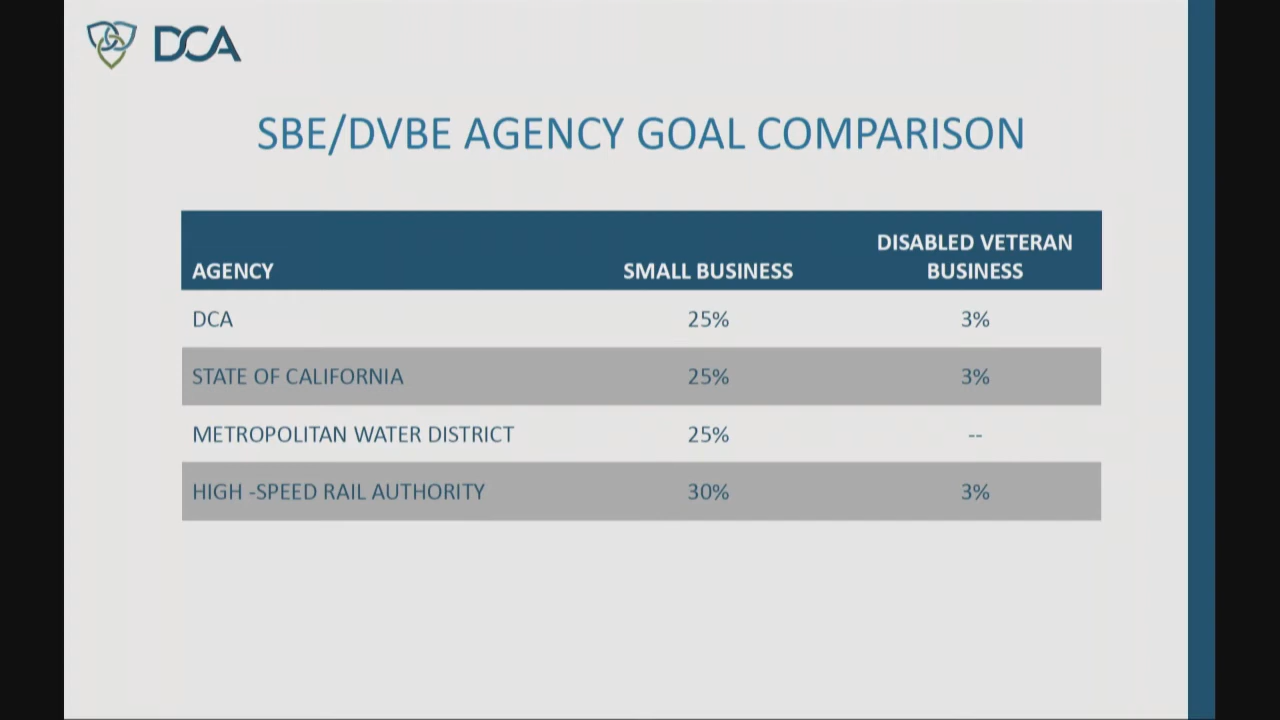 DCA
SBE/DVBE AGENCY GOAL COMPARISON
AGENCY SMALL BUSINESS DISABLED VETERAN
BUSINESS
DCA 25% 3%
STATE OF CALIFORNIA 25% 3%
METROPOLITAN WATER DISTRICT 25% --
HIGH -SPEED RAIL AUTHORITY 30% 3%